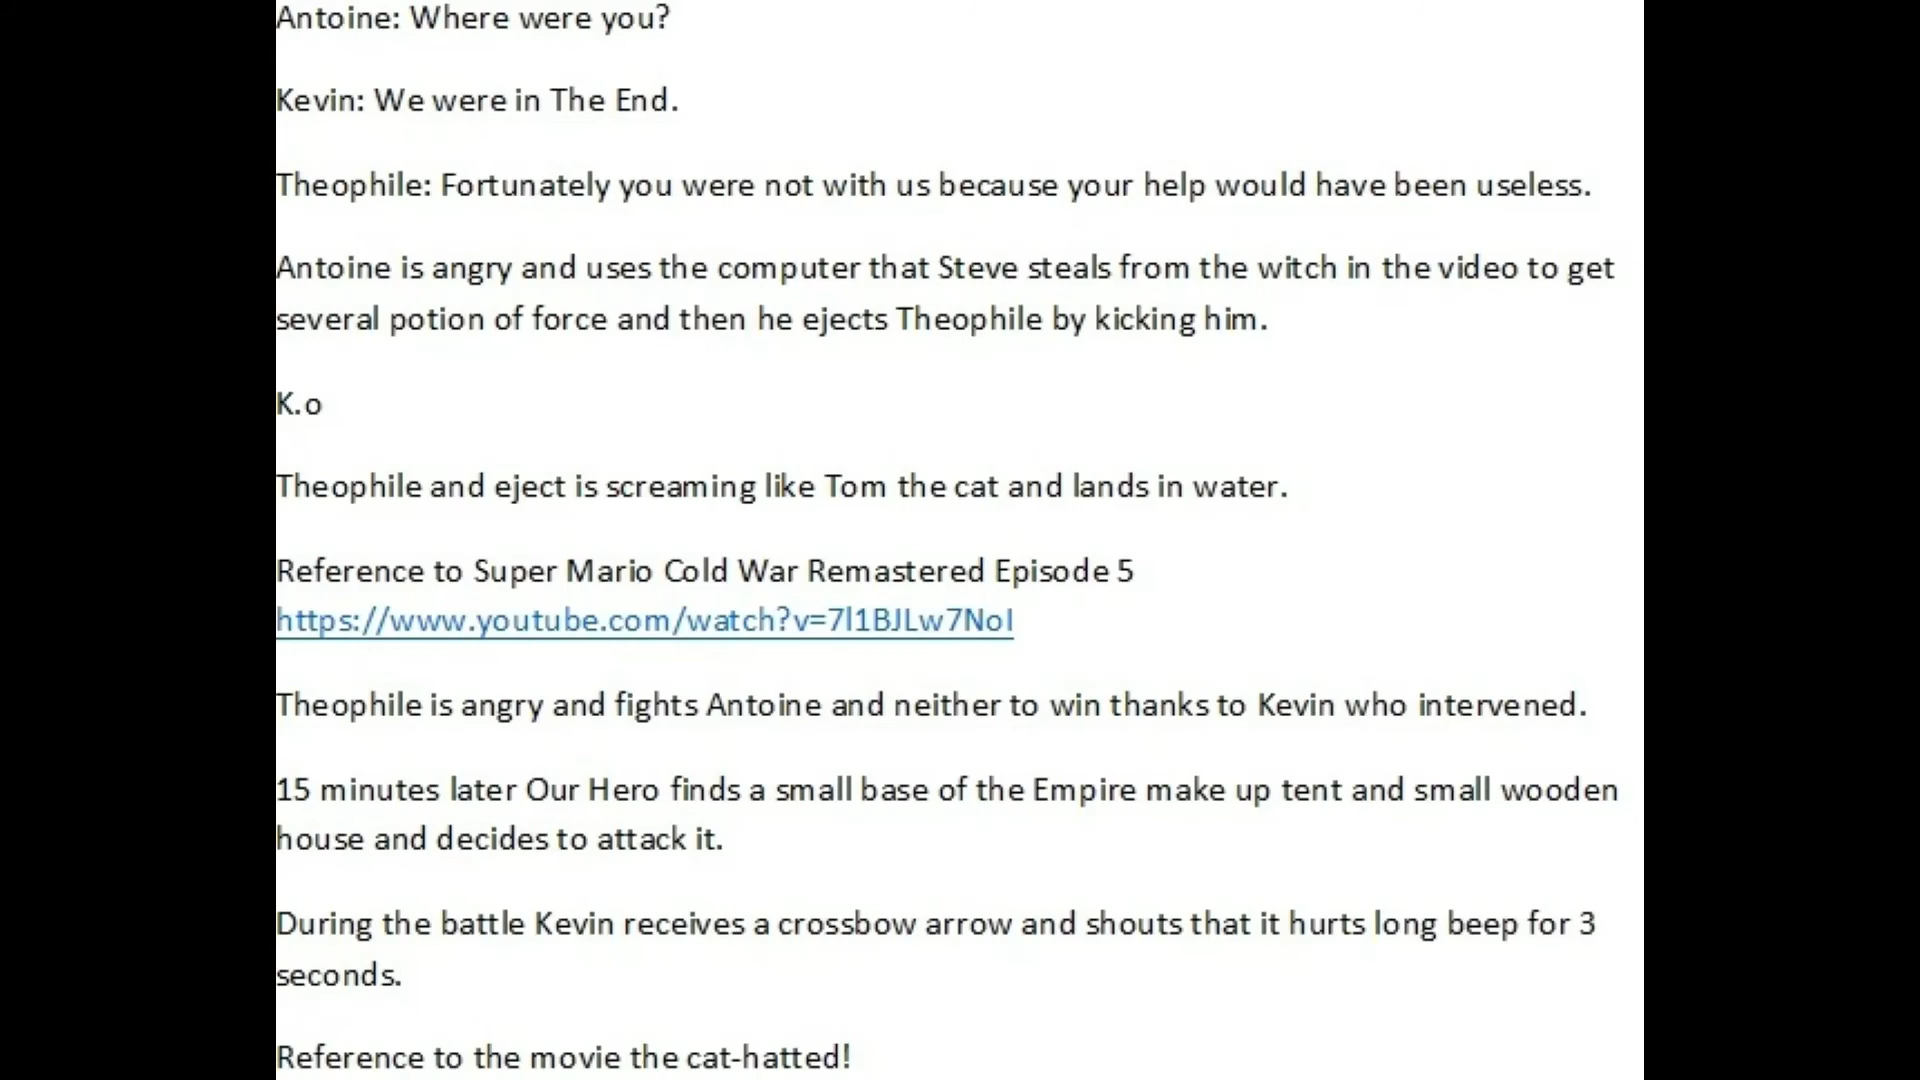 Antoine: Where were you?
Kevin: We were in The End.
Theophile: Fortunately you were not with us because your help would have been useless.
Antoine is angry and uses the computer that Steve steals from the witch in the video to get
several potion of force and then he ejects Theophile by kicking him.
K.o
Theophile and eject is screaming like Tom the cat and lands in water.
Reference to Super Mario Cold War Remastered Episode 5
https://www.youtube.com/watch?v=7l1BJLw7NoI
Theophile is angry and fights Antoine and neither to win thanks to Kevin who intervened.
15 minutes later Our Hero finds a small base of the Empire make up tent and small wooden
house and decides to attack it.
During the battle Kevin receives a crossbow arrow and shouts that it hurts long beep for 3
seconds.
Reference to the movie the cat-hatted!